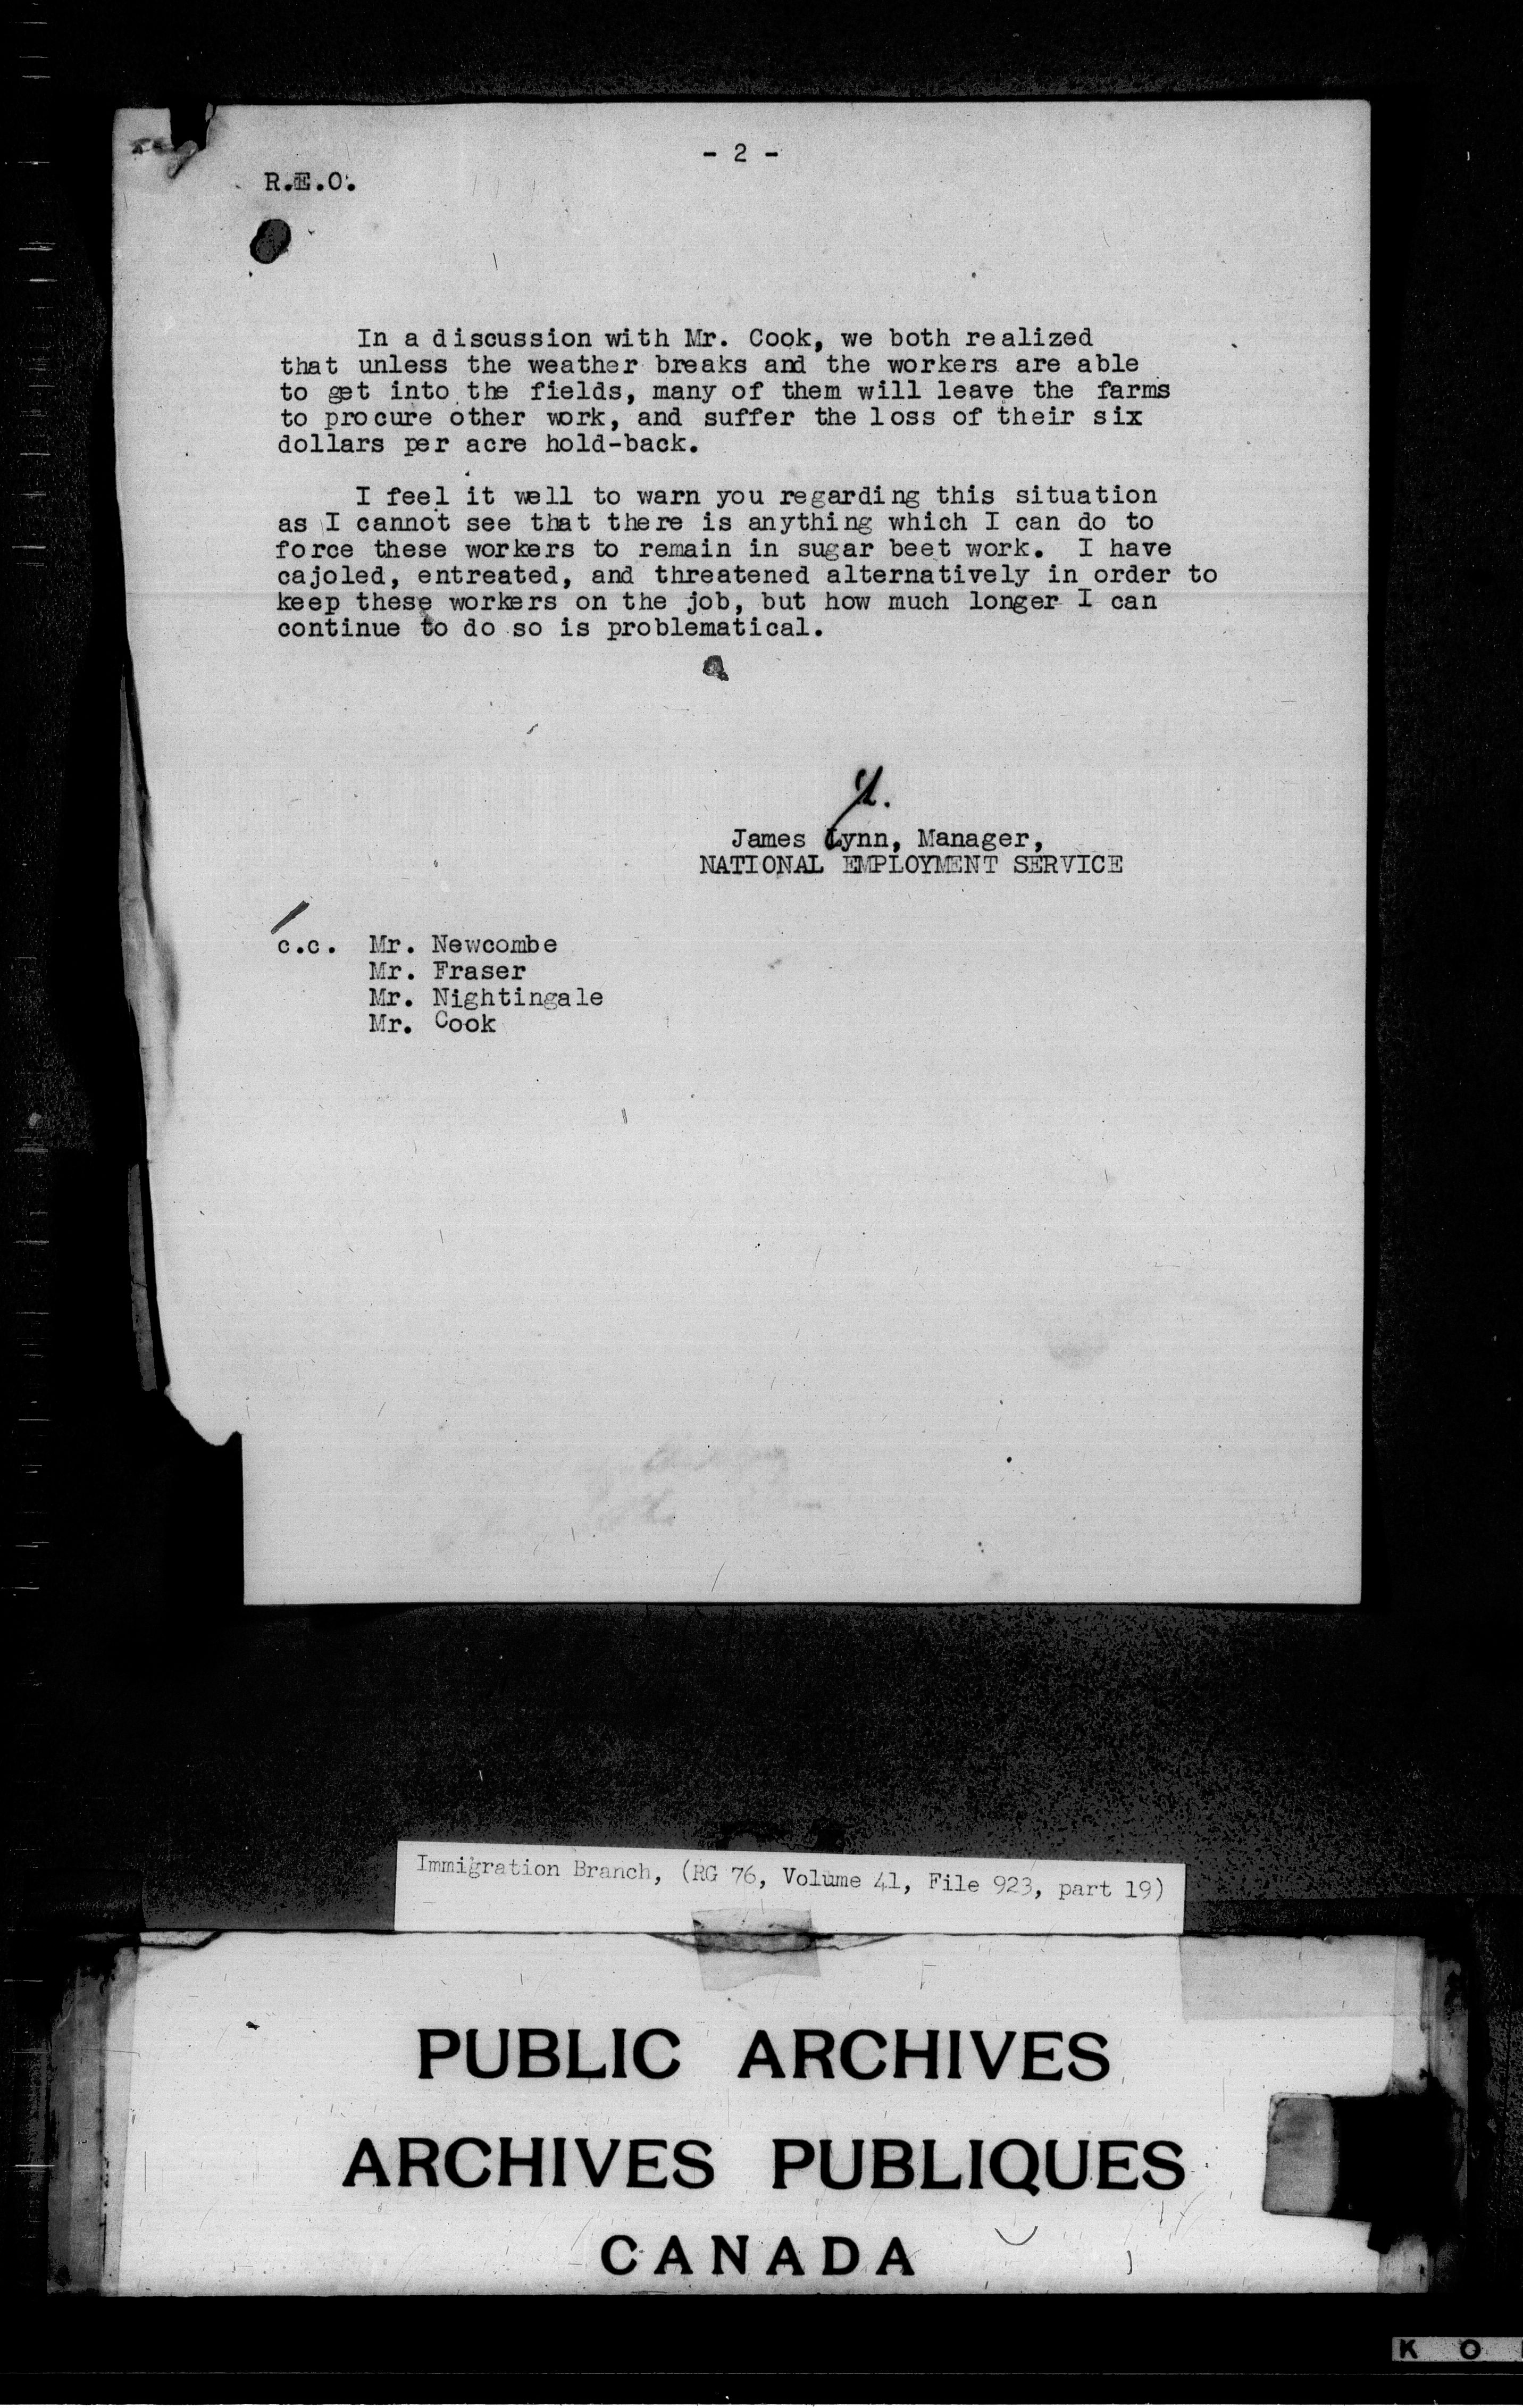 - 2 -
R.E.O.
In a discussion with Mr. Cook, we both realized
that unless the weather breaks and the workers are able
to get into the fields, many of them will leave the farms
to procure other work, and suffer the loss of their six
dollars per acre hold-back.
I feel it well to warn you regarding this situation
as I cannot see that there is anything which I can do to
force these workers to remain in sugar beet work. I have
cajoled, entreated, and threatened alternatively in order to
keep these workers on the job, but how much longer I can
continue to do so is problematical.
James Lynn, Manager,
NATIONAL EMPLOYMENT SERVICE
c.c. Mr. Newcombe
Mr. Fraser
Mr. Nightingale
Mr. Cook
Immigration Branch, (RG 76, Volume 41, File 923, part 19)
PUBLIC ARCHIVES
ARCHIVES PUBLIQUES
CANADA
K O